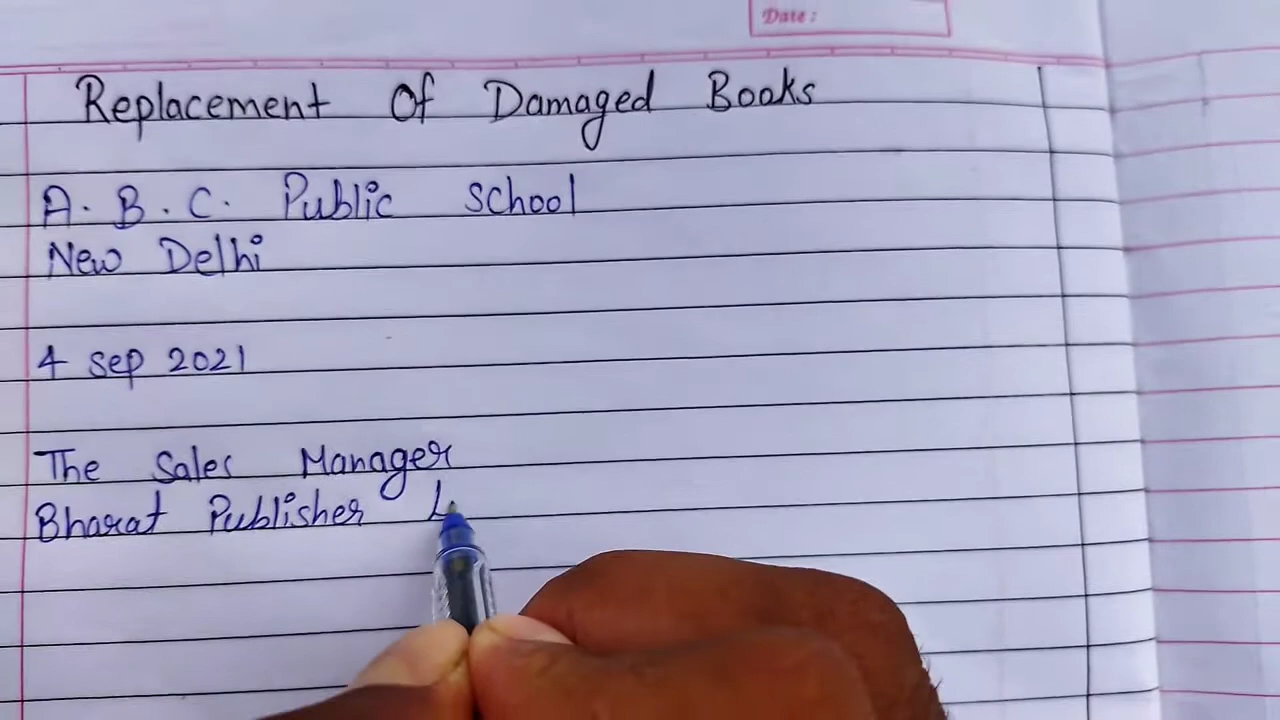 Date:
Replacement Of Damaged Books
A. B. C. Public school
New Delhi
4 sep 2021
The Sales Manager
Bharat Publisher L